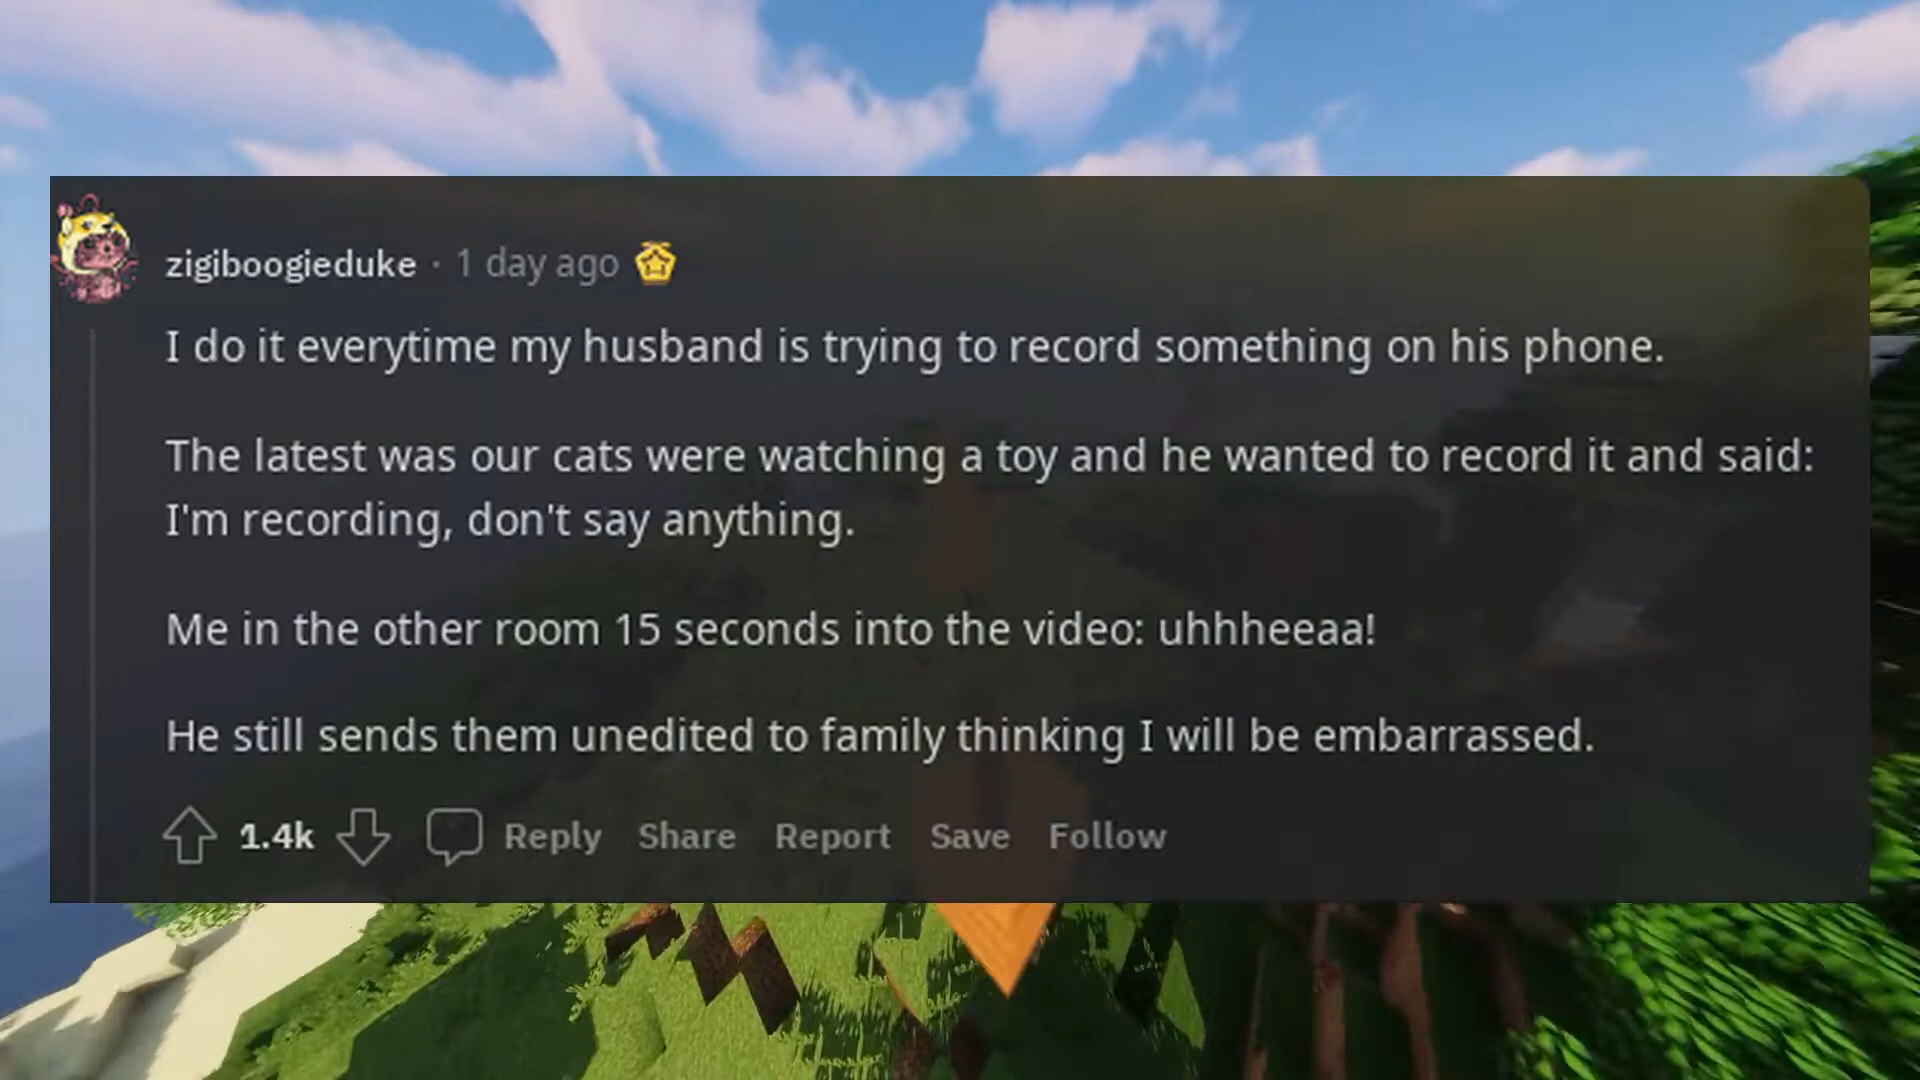 zigiboogieduke · 1 day ago
I do it everytime my husband is trying to record something on his phone.
The latest was our cats were watching a toy and he wanted to record it and said:
I'm recording, don't say anything.
Me in the other room 15 seconds into the video: uhhheeaa!
He still sends them unedited to family thinking I will be embarrassed.
1.4k Reply Share Report Save Follow